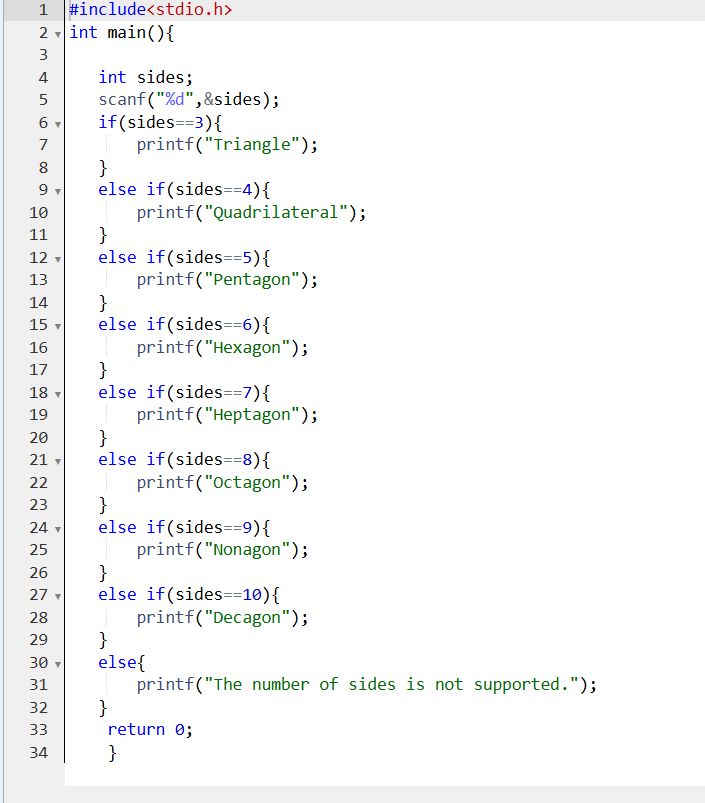 1 #include<stdio.h>
2 int main(){
3
4 int sides;
5 scanf("%d",&sides);
6 if(sides==3){
7 printf("Triangle");
8 }
9 else if(sides==4){
10 printf("Quadrilateral");
11 }
12 else if(sides==5){
13 printf("Pentagon");
14 }
15 else if(sides==6){
16 printf("Hexagon");
17 }
18 else if(sides==7){
19 printf("Heptagon");
20 }
21 else if(sides==8){
22 printf("Octagon");
23 }
24 else if(sides==9){
25 printf("Nonagon");
26 }
27 else if(sides==10){
28 printf("Decagon");
29 }
30 else{
31 printf("The number of sides is not supported.");
32 }
33 return 0;
34 }